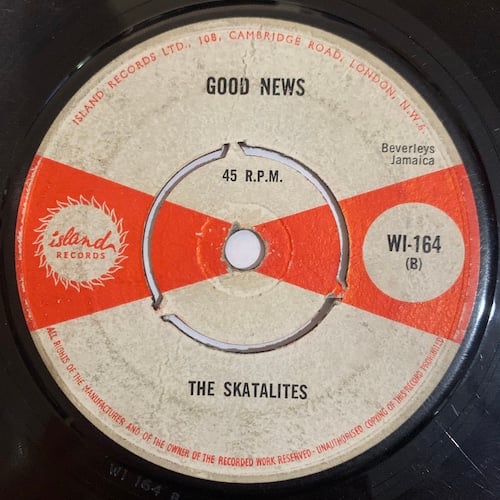 ISLAND RECORDS LTD., 108, CAMBRIDGE ROAD, LONDON, N.W.6.
GOOD NEWS
Beverleys
Jamaica
45 R.P.M.
island
RECORDS
WI-164
(B)
THE SKATALITES
ALL RIGHTS OF THE MANUFACTURER AND OF THE OWNER OF THE RECORDED WORK RESERVED - UNAUTHORISED COPYING OF THIS RECORD PROHIBITED
WI 164 B